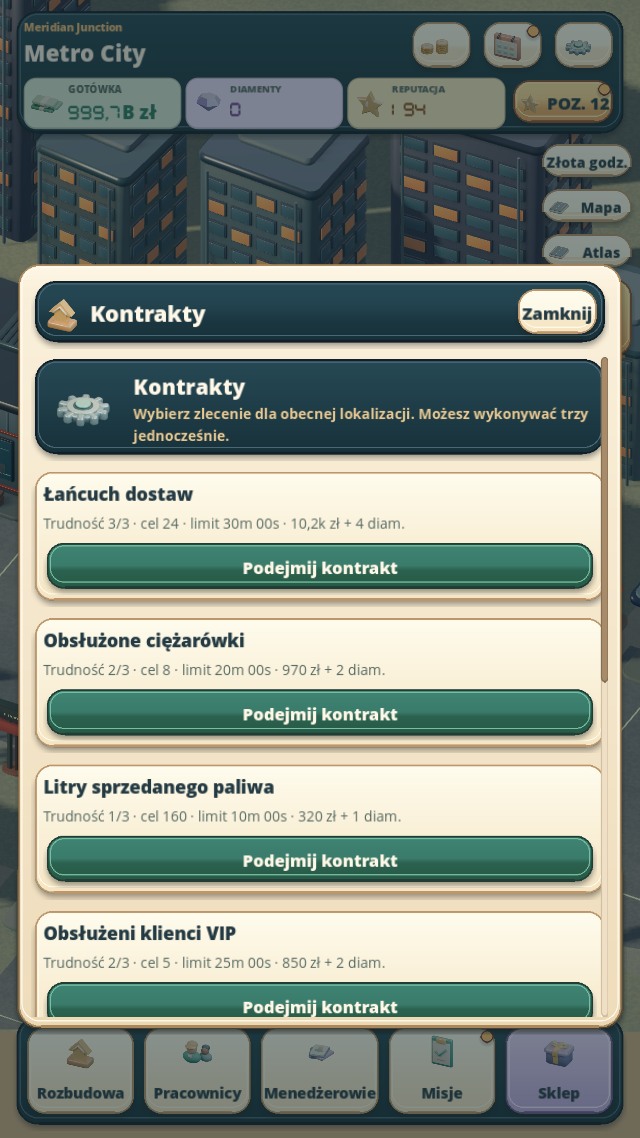 Meridian Junction
Metro City
GOTÓWKA
999,7B zł
DIAMENTY
0
REPUTACJA
194
POZ. 12
Złota godz.
Mapa
Atlas
Kontrakty
Zamknij
Kontrakty
Wybierz zlecenie dla obecnej lokalizacji. Możesz wykonywać trzy
jednocześnie.
Łańcuch dostaw
Trudność 3/3 · cel 24 · limit 30m 00s · 10,2k zł + 4 diam.
Podejmij kontrakt
Obsłużone ciężarówki
Trudność 2/3 · cel 8 · limit 20m 00s · 970 zł + 2 diam.
Podejmij kontrakt
Litry sprzedanego paliwa
Trudność 1/3 · cel 160 · limit 10m 00s · 320 zł + 1 diam.
Podejmij kontrakt
Obsłużeni klienci VIP
Trudność 2/3 · cel 5 · limit 25m 00s · 850 zł + 2 diam.
Podejmij kontrakt
Rozbudowa
Pracownicy
Menedżerowie
Misje
Sklep